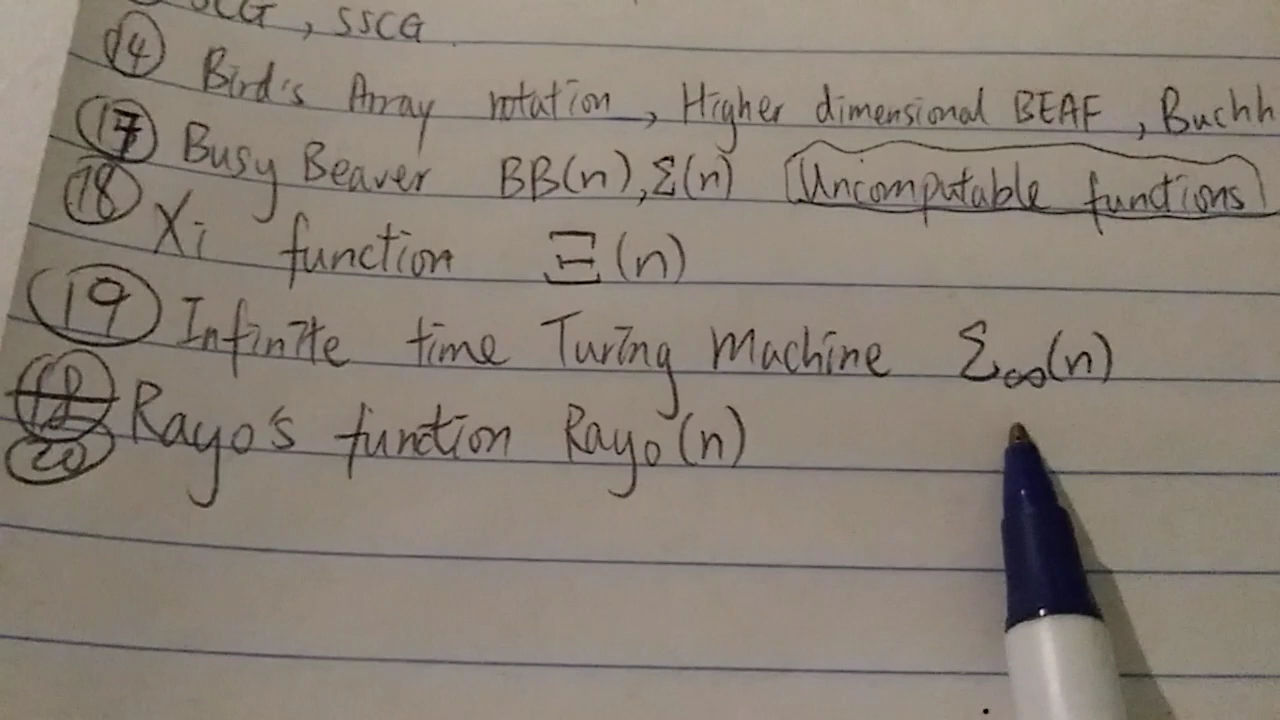 SCG, SSCG
14 Bird's Array notation, Higher dimensional BEAF, Buchh
17 Busy Beaver BB(n), Σ(n) Uncomputable functions
18 Xi function Ξ(n)
19 Infinite time Turing Machine Σ∞(n)
20 Rayo's function Rayo(n)